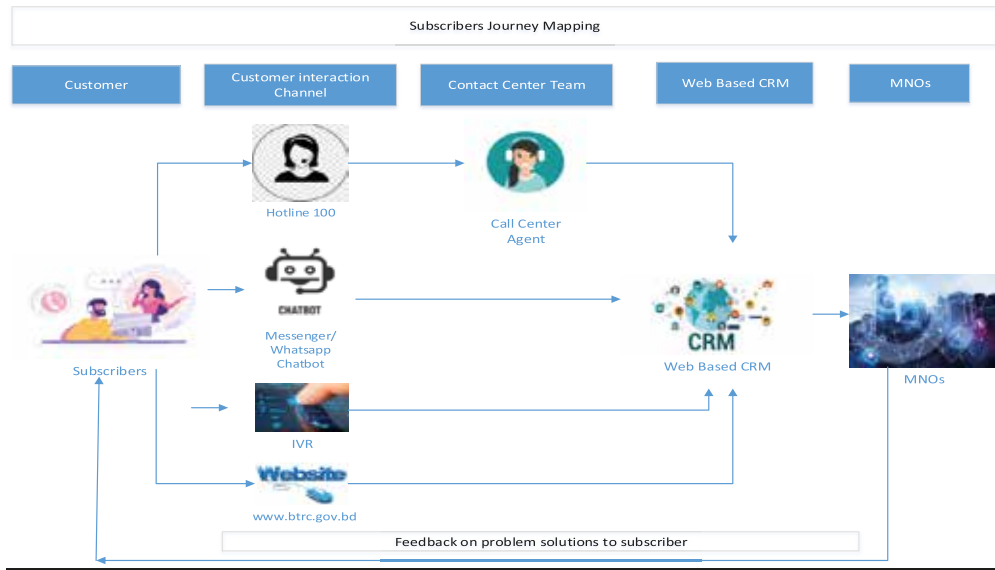 Subscribers Journey Mapping
Customer
Customer interaction
Channel
Contact Center Team
Web Based CRM
MNOs
Hotline 100
Call Center
Agent
CHATBOT
Messenger/
Whatsapp
Chatbot
Subscribers
CRM
Web Based CRM
MNOs
IVR
Website
www.btrc.gov.bd
Feedback on problem solutions to subscriber